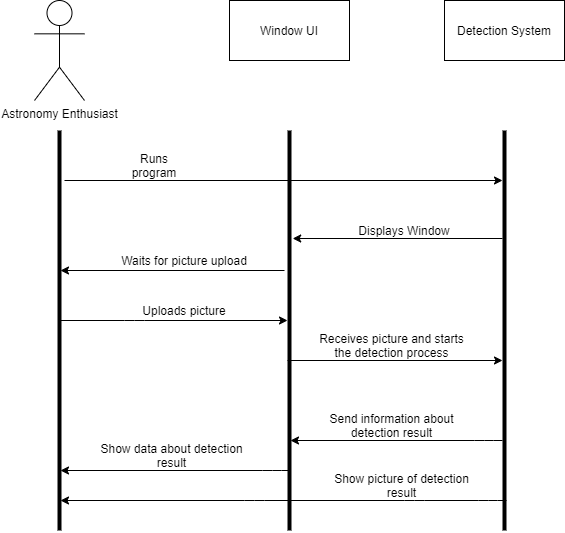 Window UI
Detection System
Astronomy Enthusiast
Runs
program
Displays Window
Waits for picture upload
Uploads picture
Receives picture and starts
the detection process
Send information about
detection result
Show data about detection
result
Show picture of detection
result